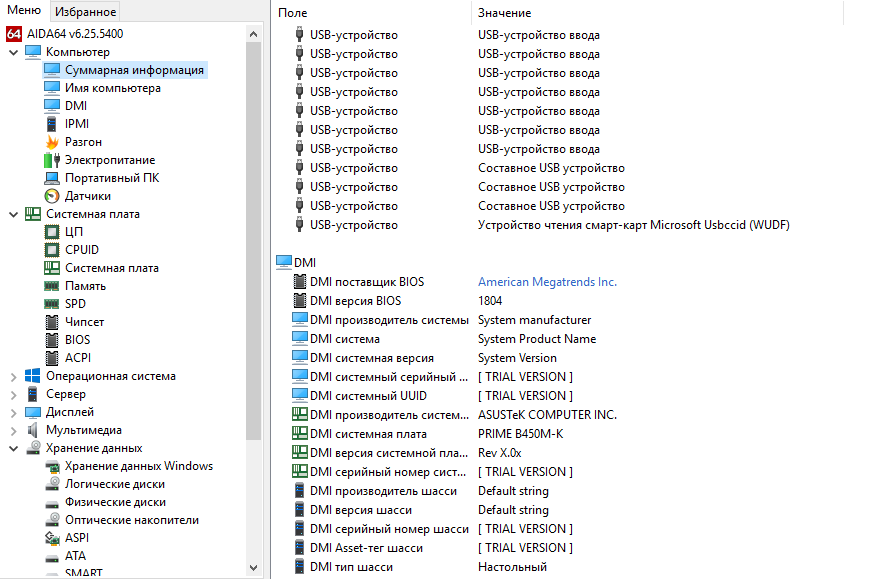 Меню
Избранное
AIDA64 v6.25.5400
Компьютер
Суммарная информация
Имя компьютера
DMI
IPMI
Разгон
Электропитание
Портативный ПК
Датчики
Системная плата
ЦП
CPUID
Системная плата
Память
SPD
Чипсет
BIOS
ACPI
Операционная система
Сервер
Дисплей
Мультимедиа
Хранение данных
Хранение данных Windows
Логические диски
Физические диски
Оптические накопители
ASPI
ATA
SMART
Поле Значение
USB-устройство USB-устройство ввода
USB-устройство USB-устройство ввода
USB-устройство USB-устройство ввода
USB-устройство USB-устройство ввода
USB-устройство USB-устройство ввода
USB-устройство USB-устройство ввода
USB-устройство USB-устройство ввода
USB-устройство Составное USB устройство
USB-устройство Составное USB устройство
USB-устройство Составное USB устройство
USB-устройство Устройство чтения смарт-карт Microsoft Usbccid (WUDF)
DMI
DMI поставщик BIOS American Megatrends Inc.
DMI версия BIOS 1804
DMI производитель системы System manufacturer
DMI система System Product Name
DMI системная версия System Version
DMI системный серийный ... [ TRIAL VERSION ]
DMI системный UUID [ TRIAL VERSION ]
DMI производитель систем... ASUSTeK COMPUTER INC.
DMI системная плата PRIME B450M-K
DMI версия системной пла... Rev X.0x
DMI серийный номер сист... [ TRIAL VERSION ]
DMI производитель шасси Default string
DMI версия шасси Default string
DMI серийный номер шасси [ TRIAL VERSION ]
DMI Asset-тег шасси [ TRIAL VERSION ]
DMI тип шасси Настольный